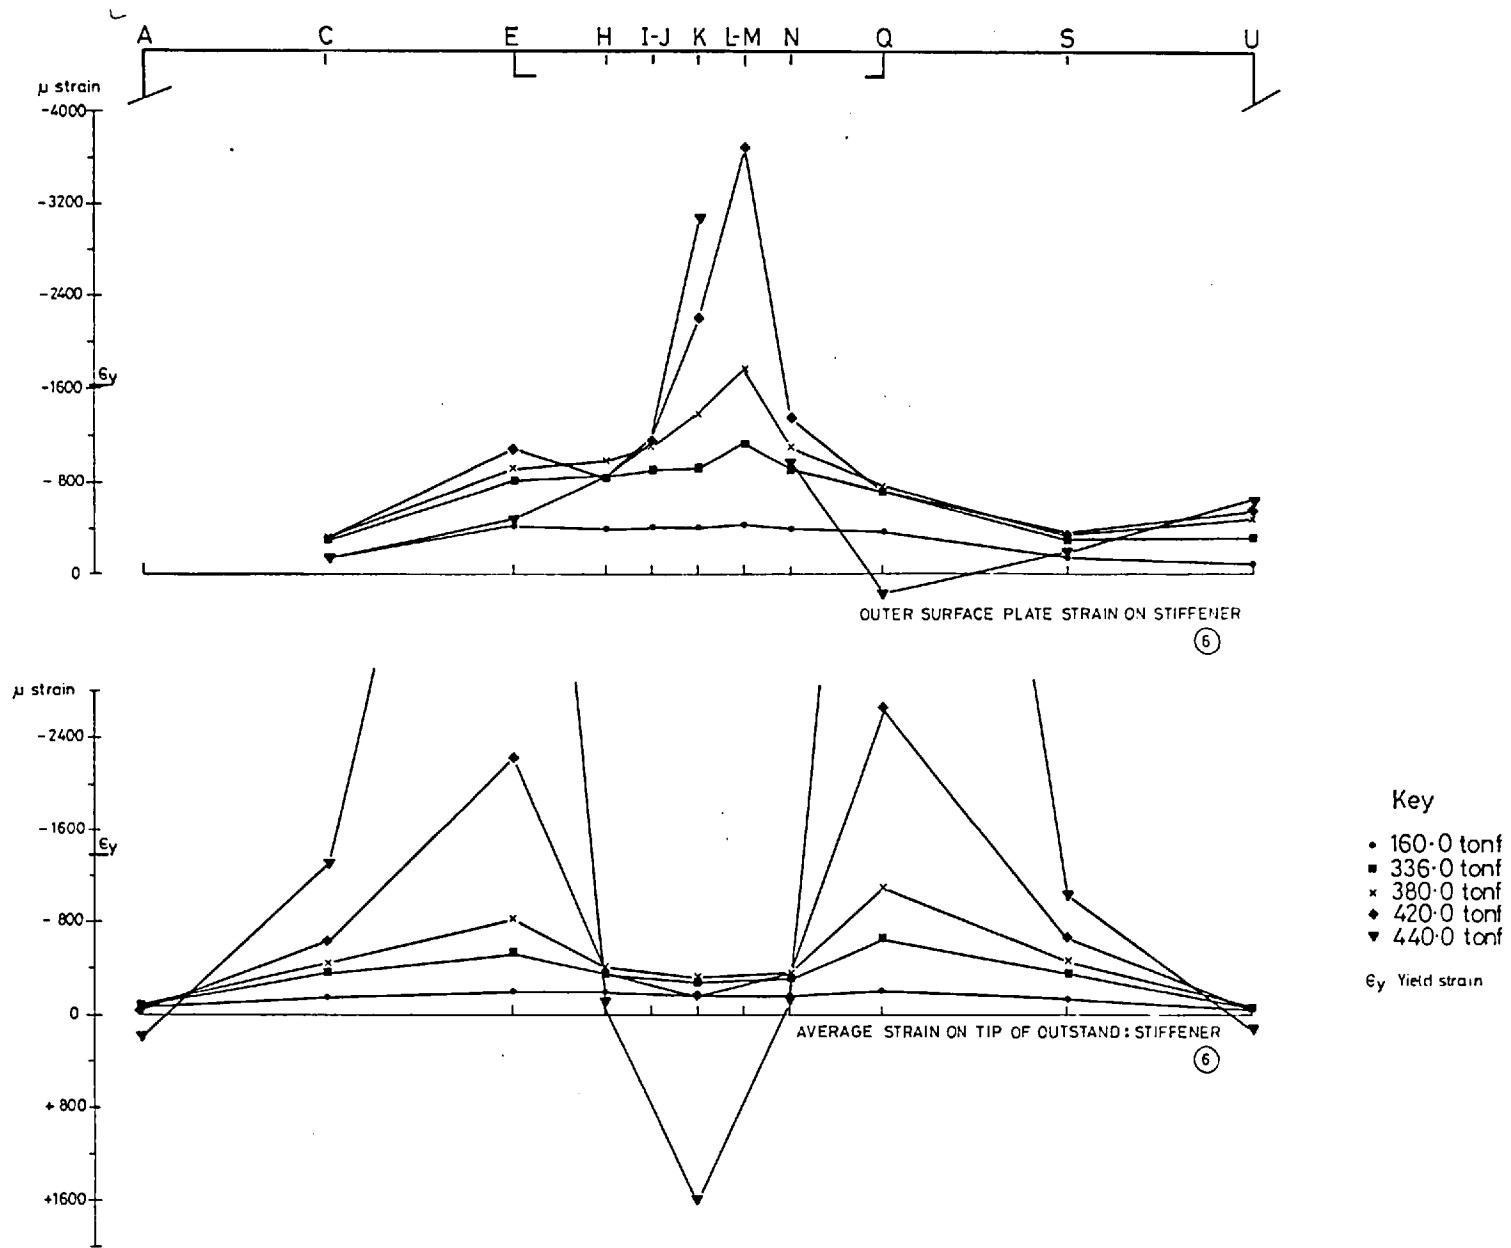 A C E H I-J K L-M N Q S U
μ strain
-4000
-3200
-2400
-1600
ϵy
- 800
0
OUTER SURFACE PLATE STRAIN ON STIFFENER
6
μ strain
-2400
-1600
ϵy
- 800
0
+ 800
+1600
AVERAGE STRAIN ON TIP OF OUTSTAND : STIFFENER
6
Key
160·0 tonf
336·0 tonf
380·0 tonf
420·0 tonf
440·0 tonf
ϵy Yield strain